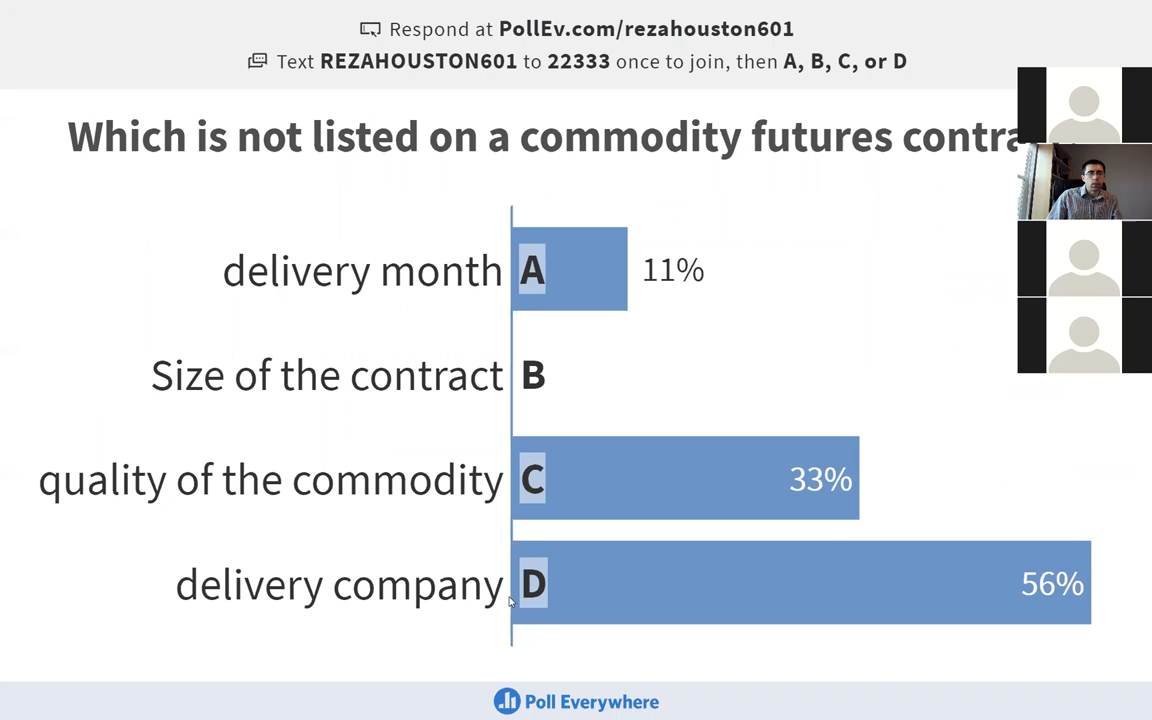 Respond at PollEv.com/rezahouston601
Text REZAHOUSTON601 to 22333 once to join, then A, B, C, or D
Which is not listed on a commodity futures
delivery month A 11%
Size of the contract B
quality of the commodity C 33%
delivery company D 56%
Poll Everywhere